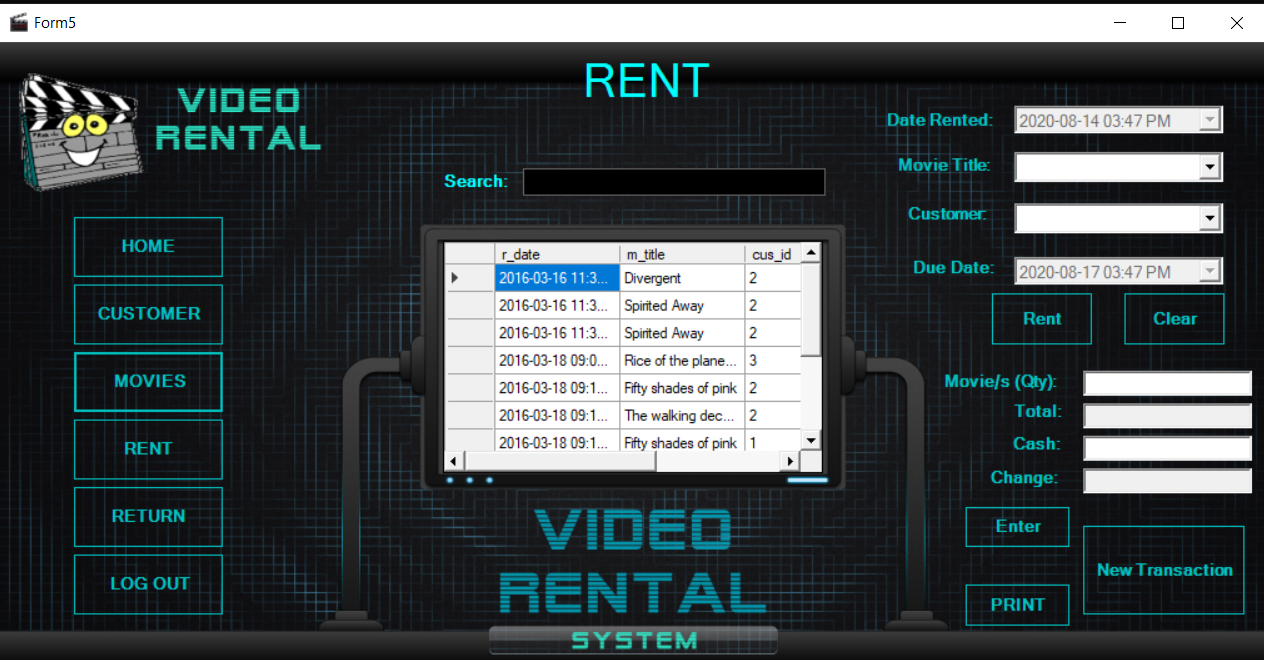 Form5
RENT
VIDEO
RENTAL
Search:
HOME
CUSTOMER
MOVIES
RENT
RETURN
LOG OUT
r_date m_title cus_id
2016-03-16 11:3... Divergent 2
2016-03-16 11:3... Spirited Away 2
2016-03-16 11:3... Spirited Away 2
2016-03-18 09:0... Rice of the plane... 3
2016-03-18 09:1... Fifty shades of pink 2
2016-03-18 09:1... The walking dec... 2
2016-03-18 09:1... Fifty shades of pink 1
VIDEO
RENTAL
SYSTEM
Date Rented: 2020-08-14 03:47 PM
Movie Title:
Customer:
Due Date: 2020-08-17 03:47 PM
Rent Clear
Movie/s (Qty):
Total:
Cash:
Change:
Enter
New Transaction
PRINT